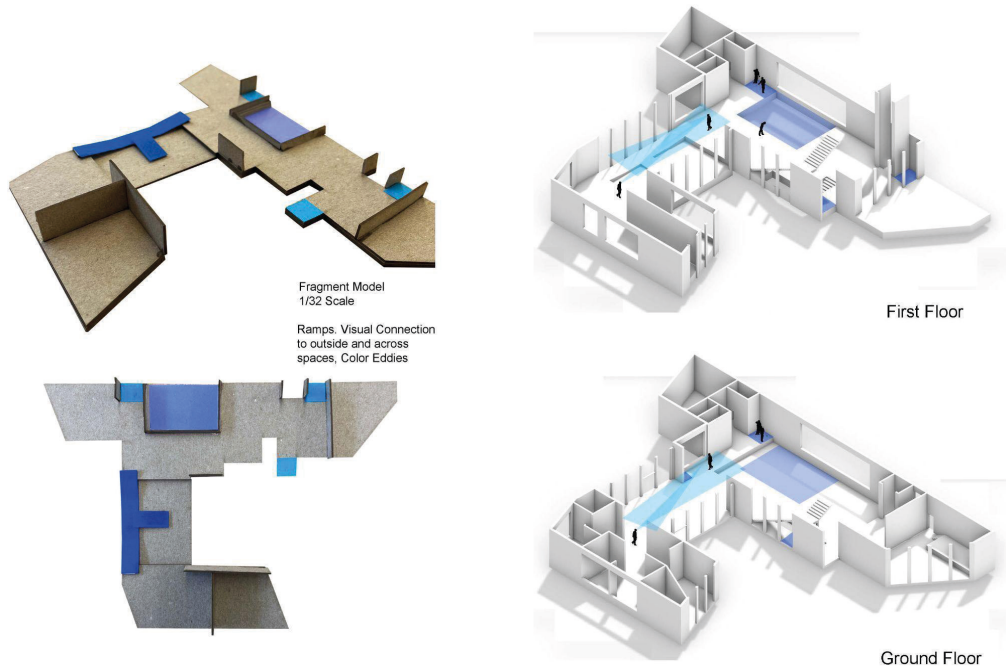 Fragment Model
1/32 Scale
Ramps. Visual Connection
to outside and across
spaces, Color Eddies
First Floor
Ground Floor